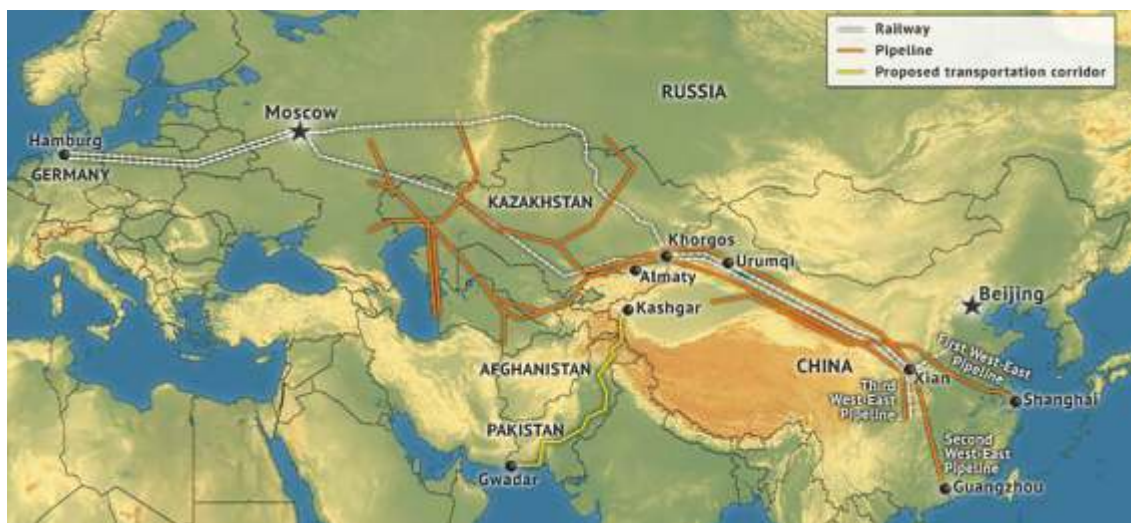 Railway
Pipeline
Proposed transportation corridor
RUSSIA
Moscow
Hamburg
GERMANY
KAZAKHSTAN
Khorgos
Urumqi
Almaty
Kashgar
Beijing
AFGHANISTAN
CHINA
Xian
First West-East
Pipeline
Shanghai
Third
West-East
Pipeline
PAKISTAN
Gwadar
Second
West-East
Pipeline
Guangzhou